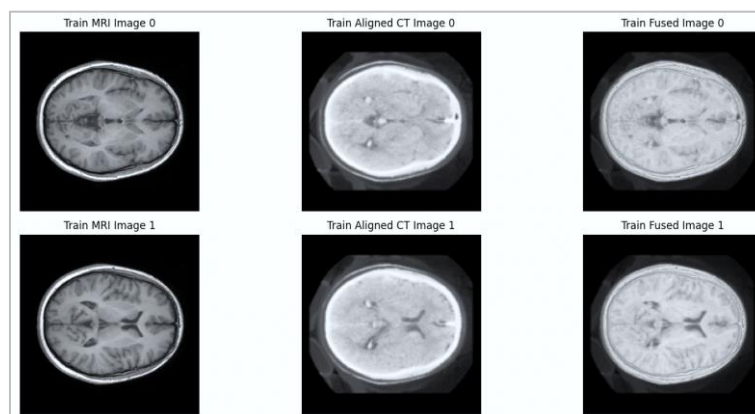 Train MRI Image 0
Train Aligned CT Image 0
Train Fused Image 0
Train MRI Image 1
Train Aligned CT Image 1
Train Fused Image 1